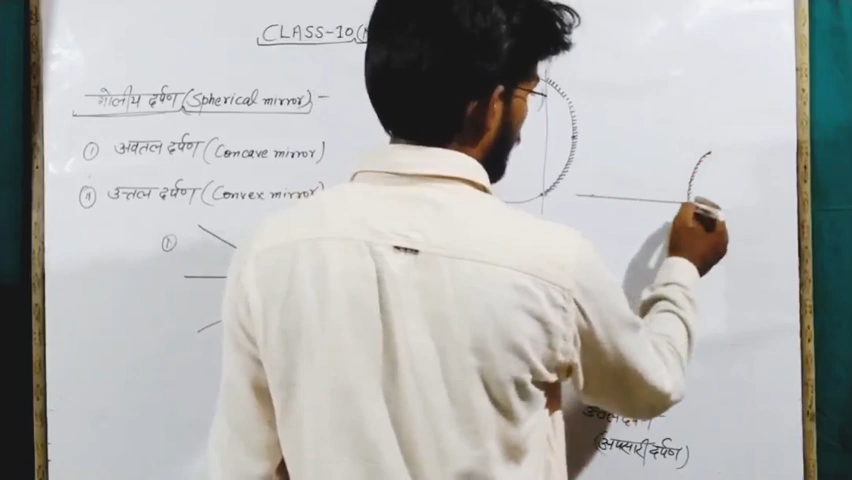 CLASS-10
गोलीय दर्पण (Spherical mirror) -
(i) अवतल दर्पण (Concave mirror)
(ii) उत्तल दर्पण (Convex mirror)
(अपसारी दर्पण)